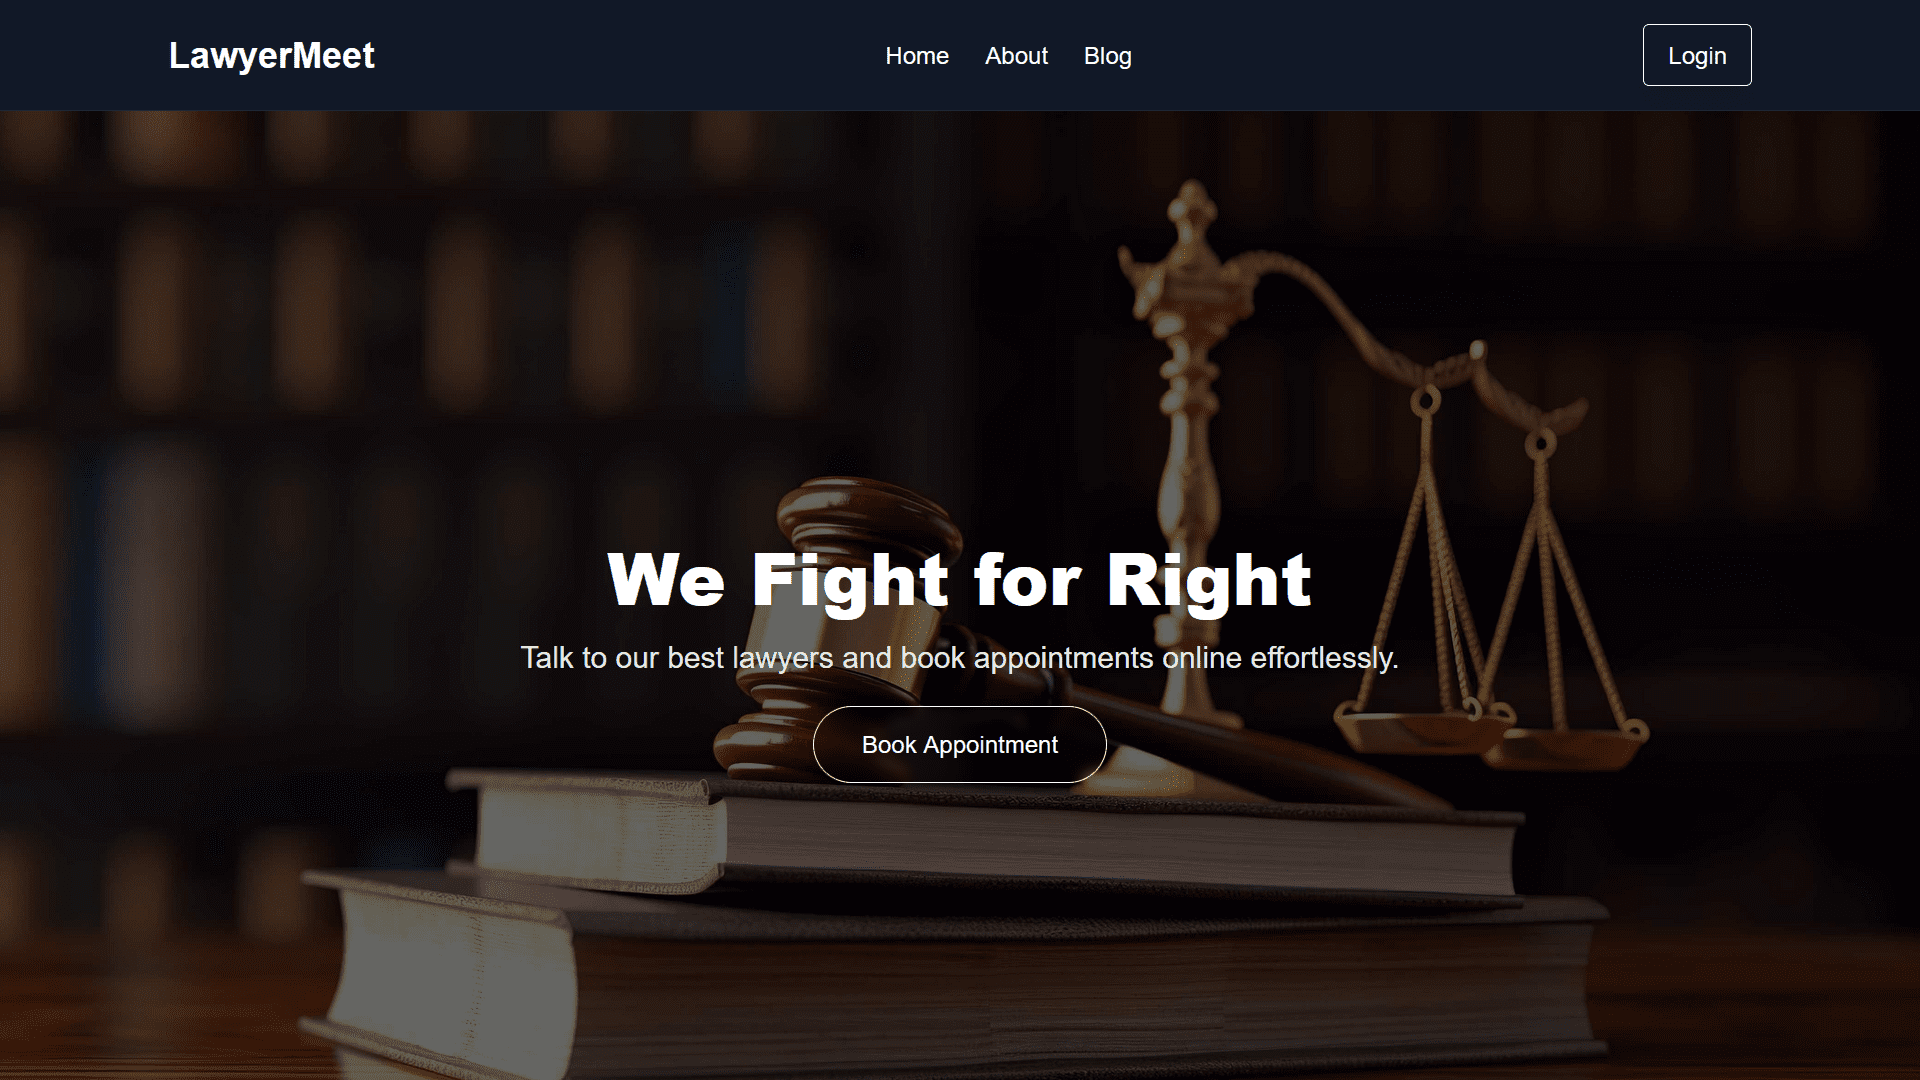 LawyerMeet
Home About Blog
Login
We Fight for Right
Talk to our best lawyers and book appointments online effortlessly.
Book Appointment